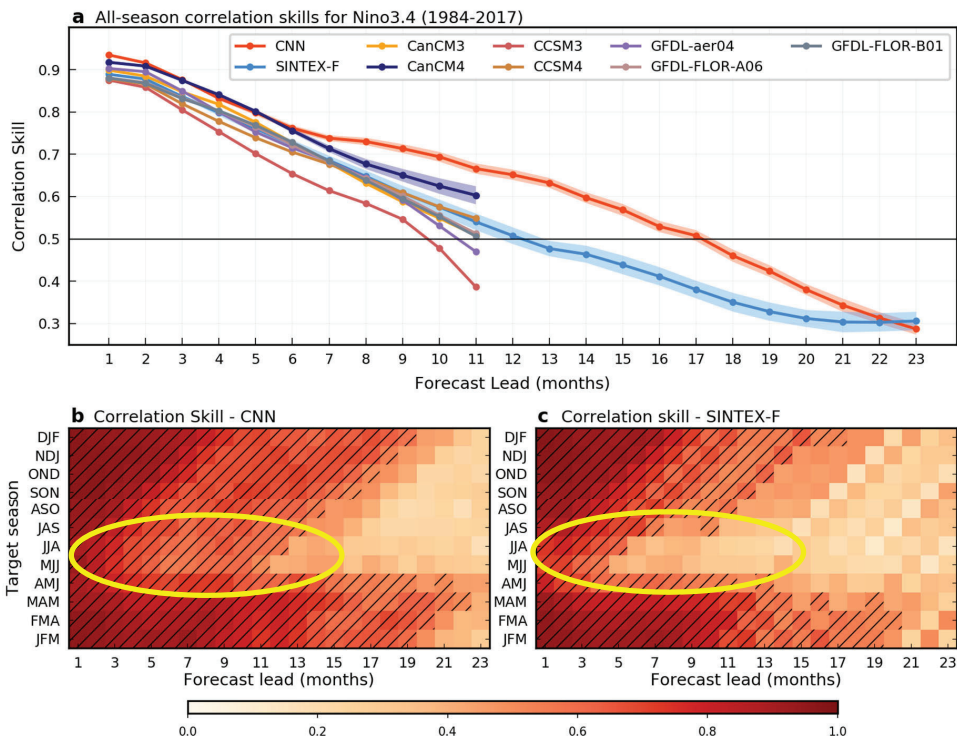 a All-season correlation skills for Nino3.4 (1984-2017)
CNN CanCM3 CCSM3 GFDL-aer04 GFDL-FLOR-B01
SINTEX-F CanCM4 CCSM4 GFDL-FLOR-A06
Correlation Skill
0.9
0.8
0.7
0.6
0.5
0.4
0.3
1 2 3 4 5 6 7 8 9 10 11 12 13 14 15 16 17 18 19 20 21 22 23
Forecast Lead (months)
b Correlation Skill - CNN
Target season
DJF
NDJ
OND
SON
ASO
JAS
JJA
MJJ
AMJ
MAM
FMA
JFM
1 3 5 7 9 11 13 15 17 19 21 23
Forecast lead (months)
c Correlation skill - SINTEX-F
DJF
NDJ
OND
SON
ASO
JAS
JJA
MJJ
AMJ
MAM
FMA
JFM
1 3 5 7 9 11 13 15 17 19 21 23
Forecast lead (months)
0.0 0.2 0.4 0.6 0.8 1.0